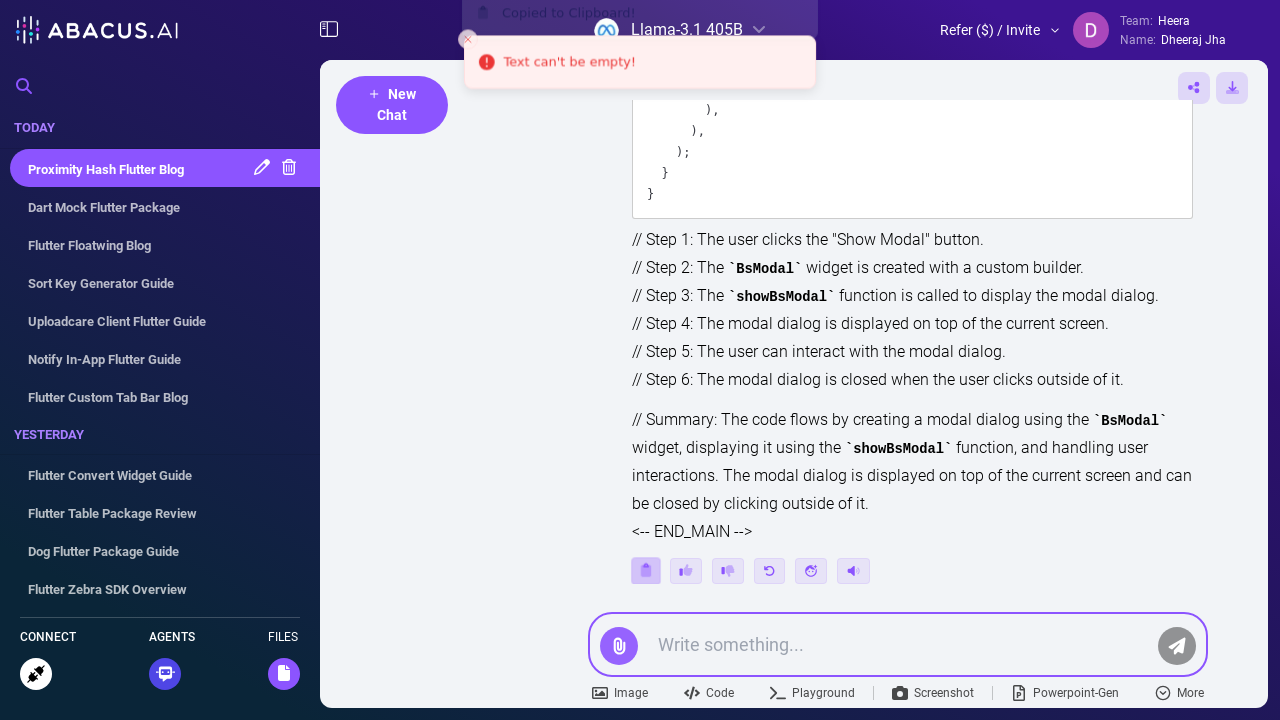 ABACUS.AI
Copied to Clipboard!
Llama-3.1 405B
Text can't be empty!
Refer ($) / Invite
D
Team: Heera
Name: Dheeraj Jha
TODAY
Proximity Hash Flutter Blog
Dart Mock Flutter Package
Flutter Floatwing Blog
Sort Key Generator Guide
Uploadcare Client Flutter Guide
Notify In-App Flutter Guide
Flutter Custom Tab Bar Blog
YESTERDAY
Flutter Convert Widget Guide
Flutter Table Package Review
Dog Flutter Package Guide
Flutter Zebra SDK Overview
CONNECT
AGENTS
FILES
+ New
Chat
),
),
);
}
}
// Step 1: The user clicks the "Show Modal" button.
// Step 2: The `BsModal` widget is created with a custom builder.
// Step 3: The `showBsModal` function is called to display the modal dialog.
// Step 4: The modal dialog is displayed on top of the current screen.
// Step 5: The user can interact with the modal dialog.
// Step 6: The modal dialog is closed when the user clicks outside of it.
// Summary: The code flows by creating a modal dialog using the `BsModal`
widget, displaying it using the `showBsModal` function, and handling user
interactions. The modal dialog is displayed on top of the current screen and can
be closed by clicking outside of it.
<-- END_MAIN -->
Write something...
Image
Code
Playground
Screenshot
Powerpoint-Gen
More